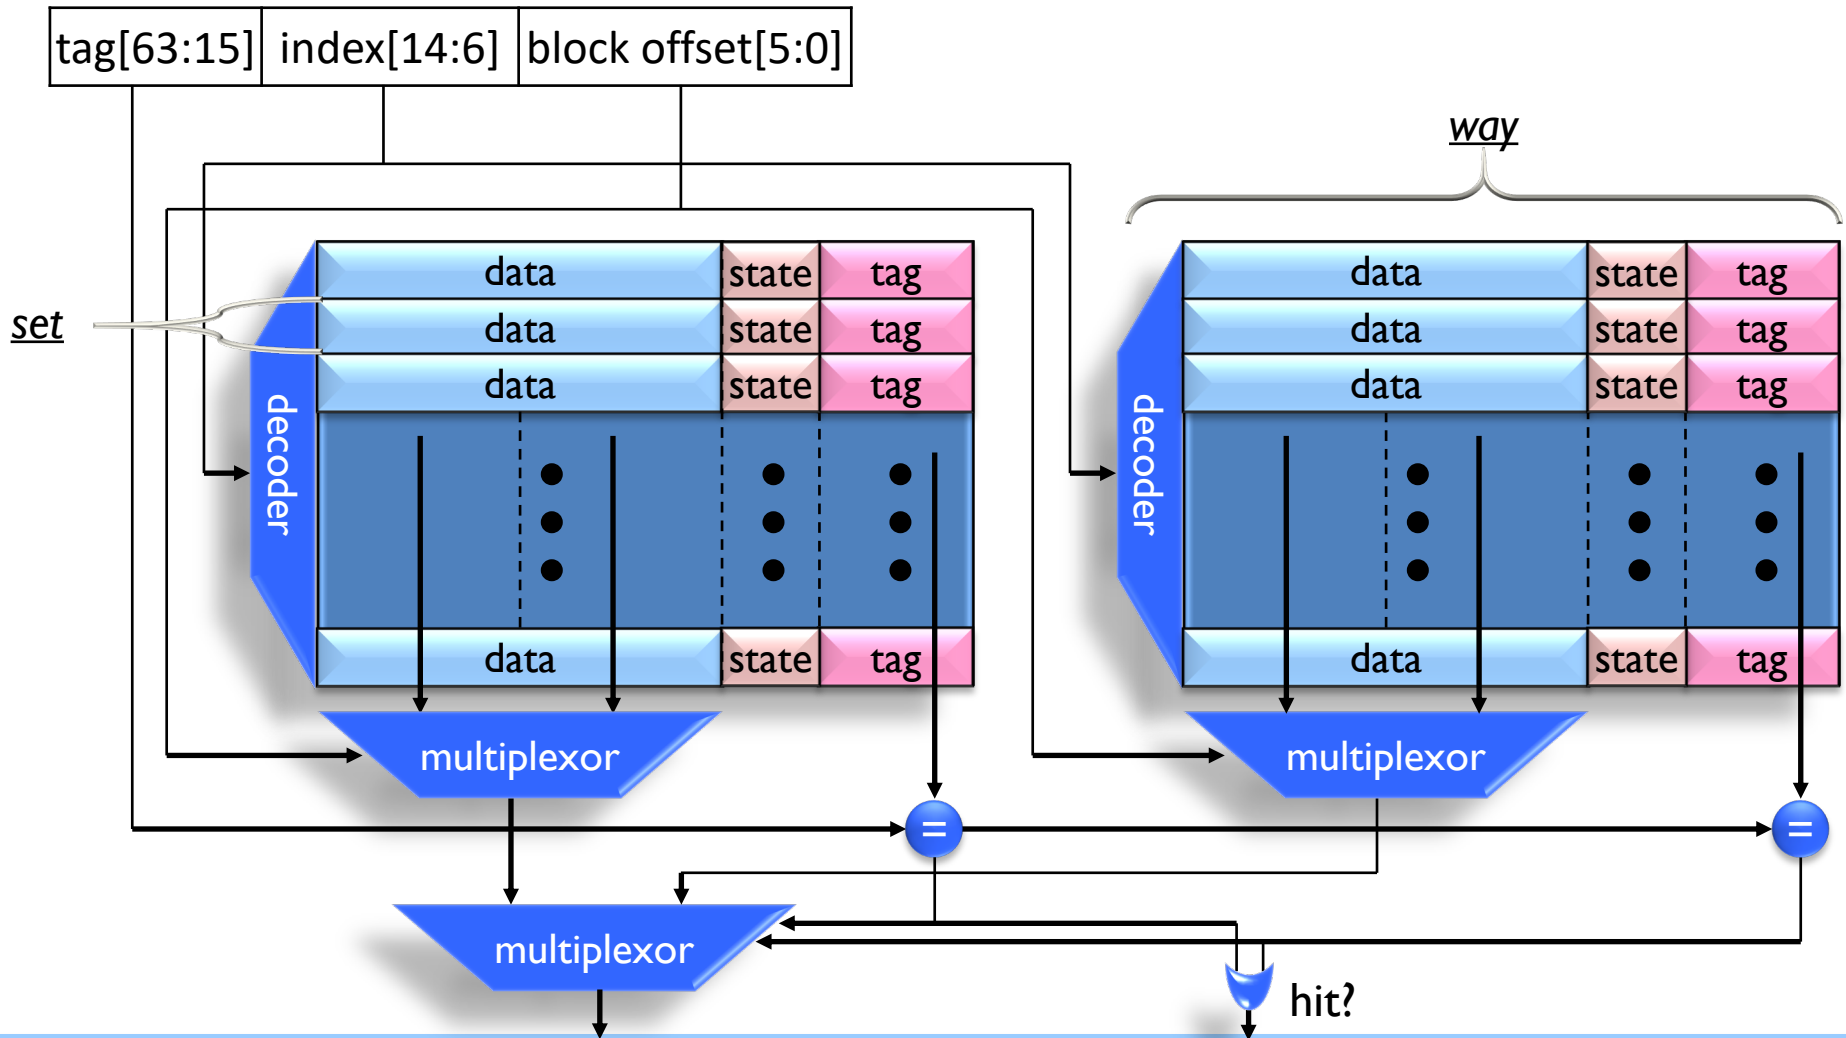 tag[63:15] index[14:6] block offset[5:0]
way
data state tag data state tag
set
data state tag data state tag
data state tag data state tag
decoder decoder
data state tag data state tag
multiplexor multiplexor
= =
multiplexor
hit?